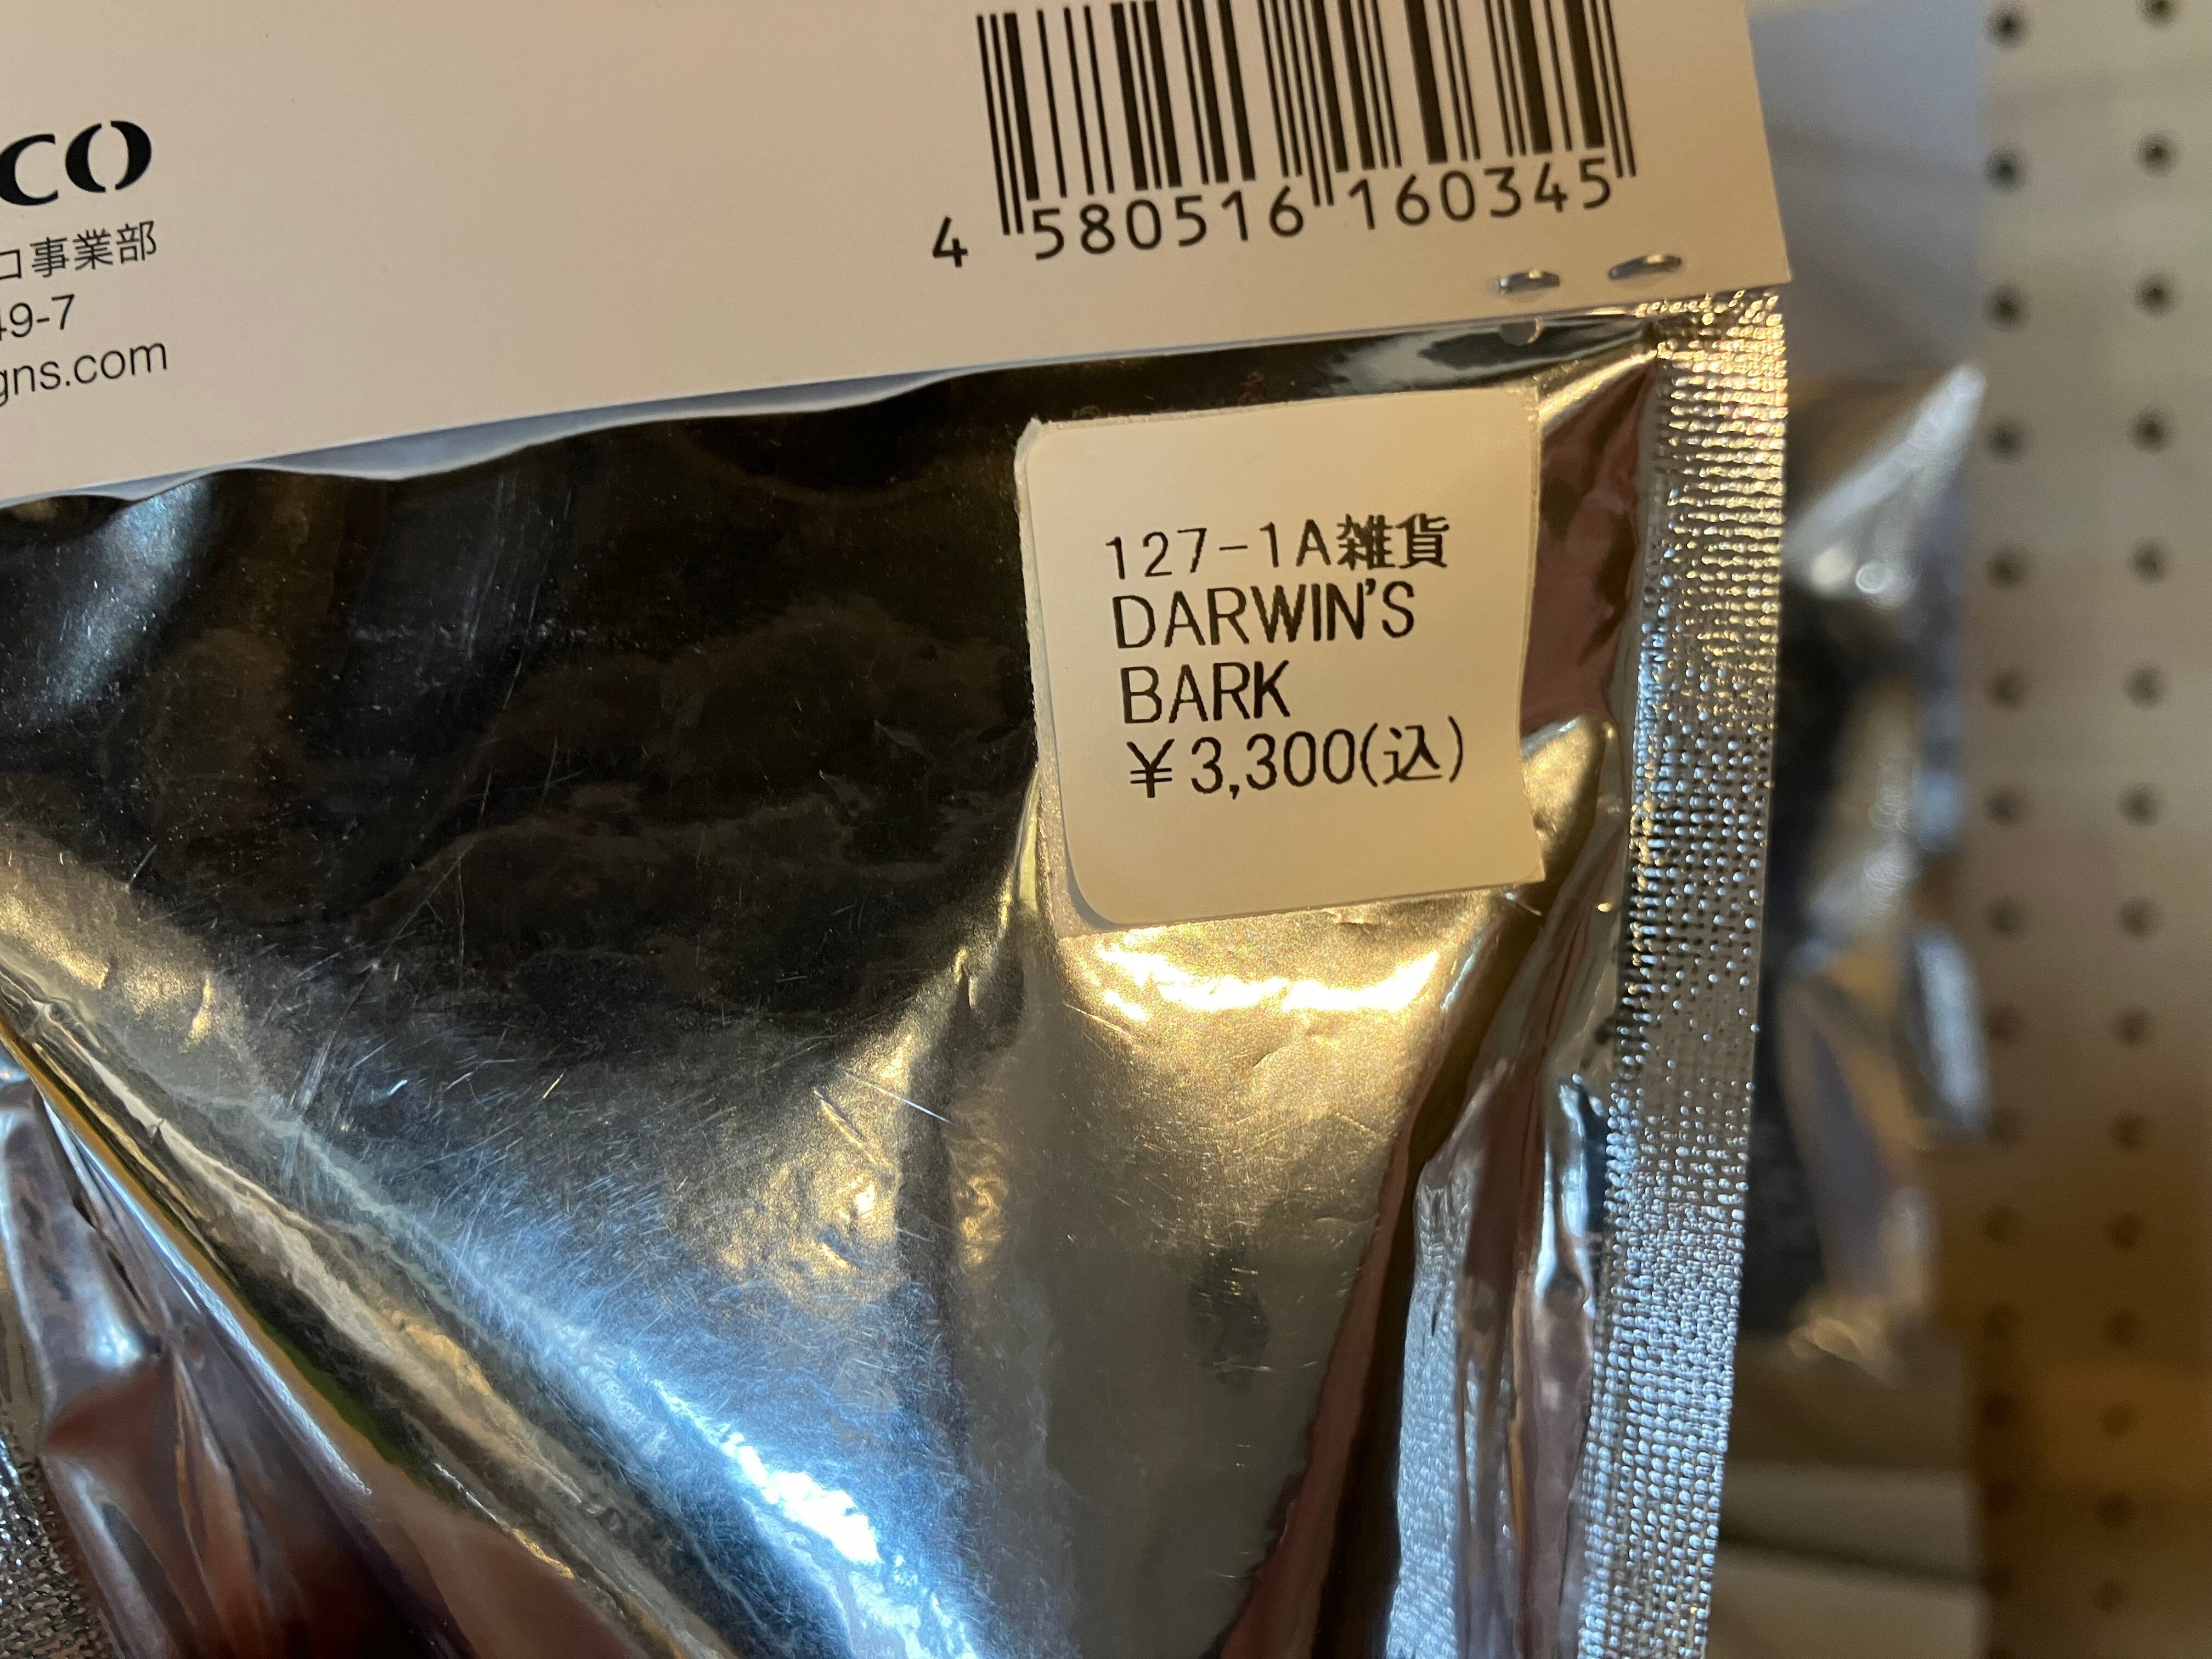 CO
ロ事業部
49-7
gns.com
4 580516 160345
127-1A雑貨
DARWIN'S
BARK
¥3,300(込)